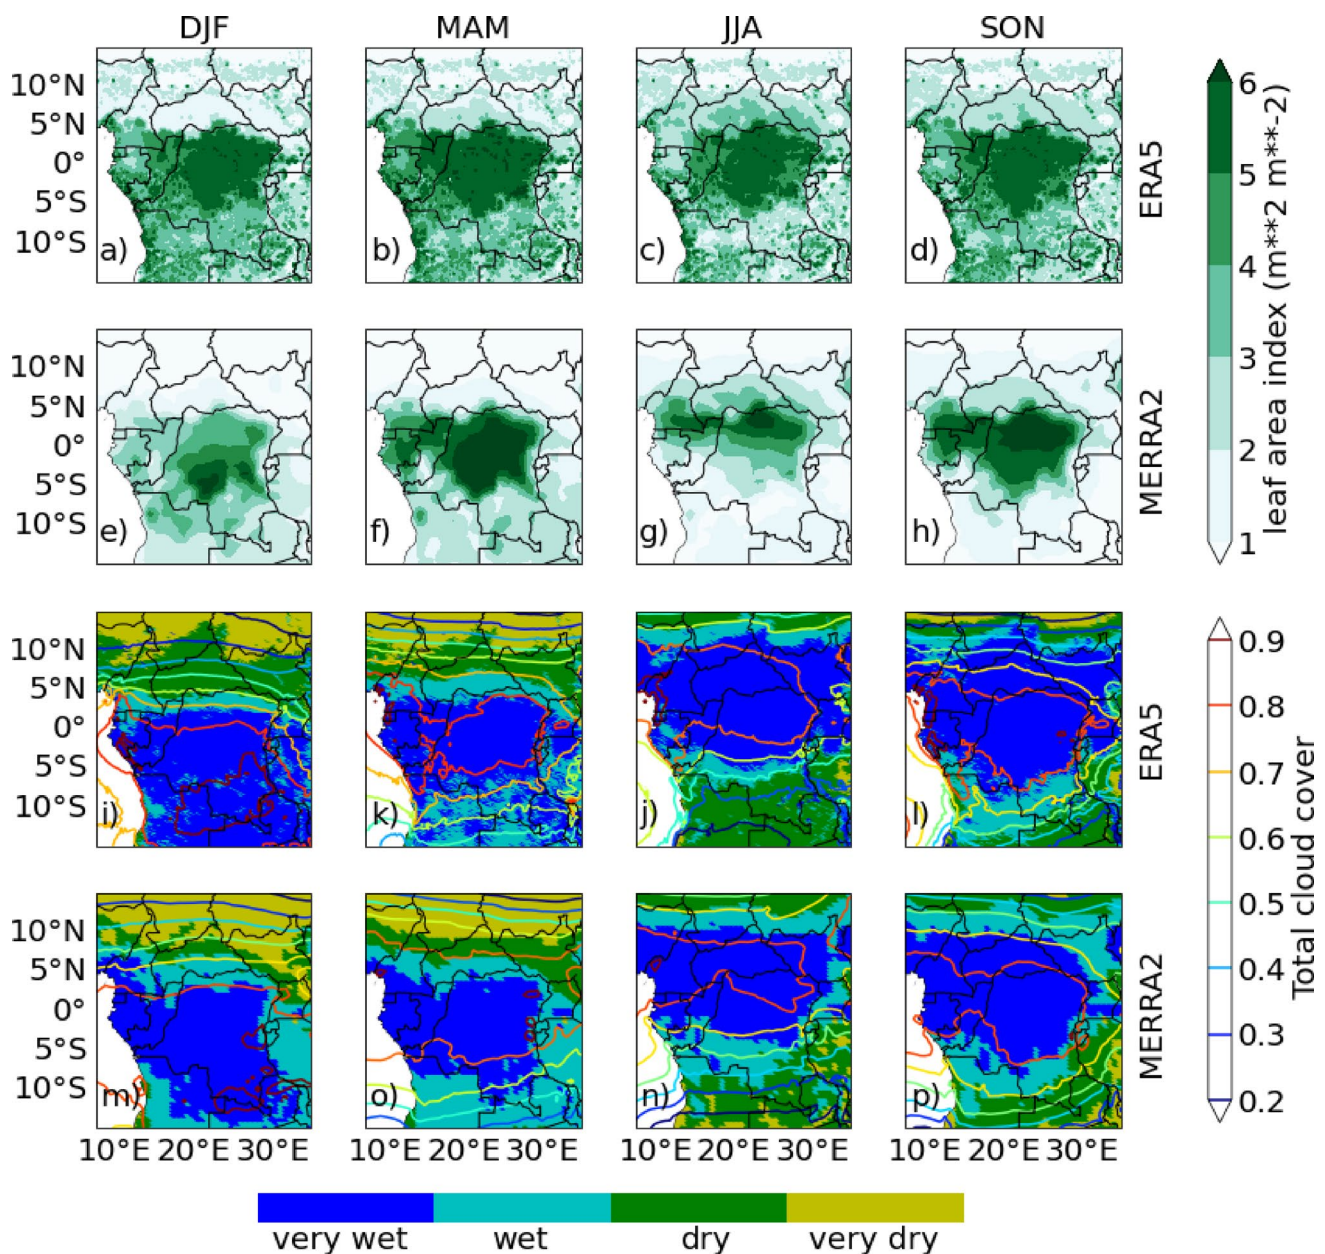 DJF MAM JJA SON
10°N
5°N
0°
5°S
10°S
a) b) c) d)
ERA5
10°N
5°N
0°
5°S
10°S
e) f) g) h)
MERRA2
6
5
4
3
2
1
leaf area index (m**2 m**-2)
10°N
5°N
0°
5°S
10°S
i) k) j) l)
ERA5
10°N
5°N
0°
5°S
10°S
m) o) n) p)
MERRA2
0.9
0.8
0.7
0.6
0.5
0.4
0.3
0.2
Total cloud cover
10°E 20°E 30°E 10°E 20°E 30°E 10°E 20°E 30°E 10°E 20°E 30°E
very wet wet dry very dry